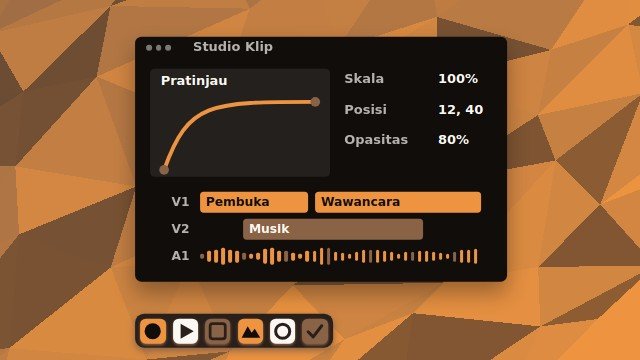 Studio Klip
Pratinjau
Skala 100%
Posisi 12, 40
Opasitas 80%
V1 Pembuka Wawancara
V2 Musik
A1